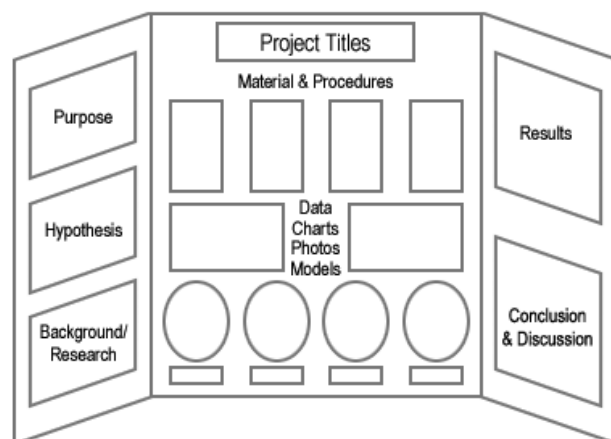 Project Titles
Material & Procedures
Purpose
Hypothesis
Background/
Research
Data
Charts
Photos
Models
Results
Conclusion
& Discussion